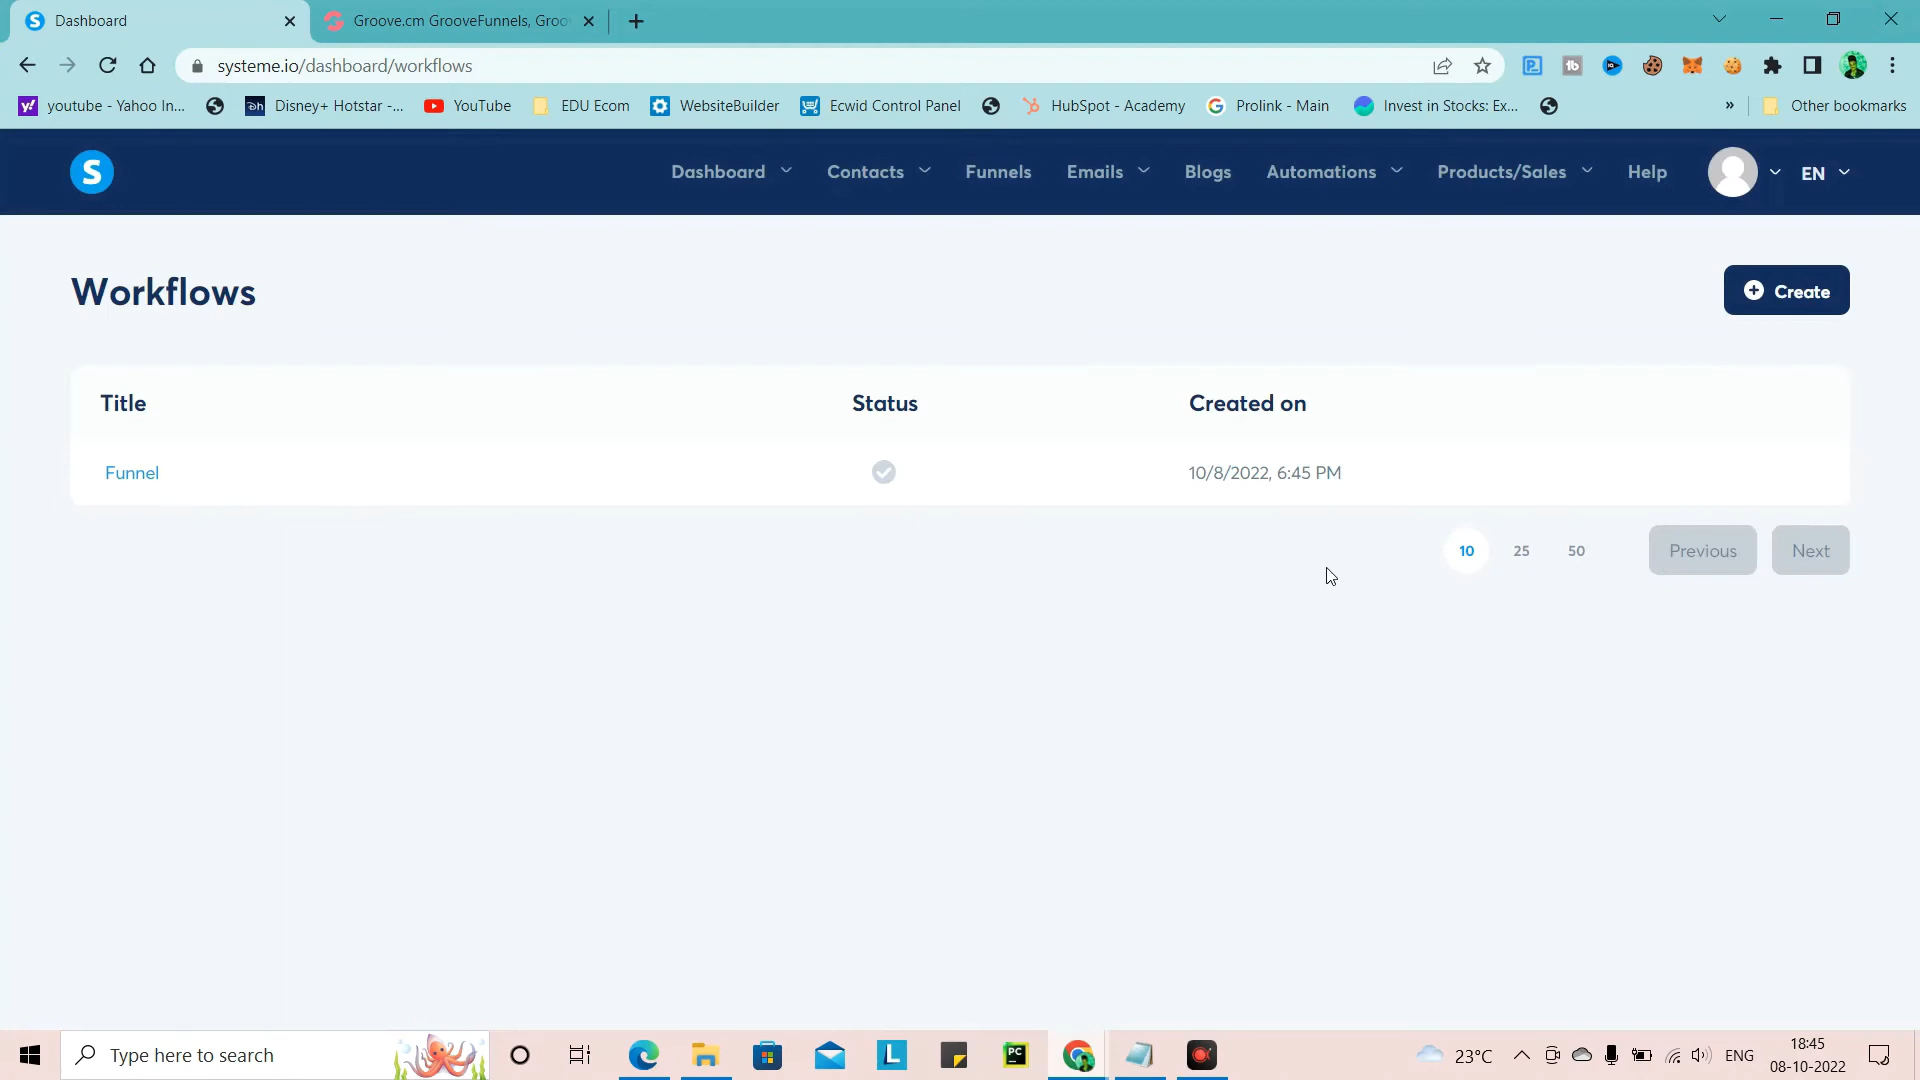 Dashboard
Groove.cm GrooveFunnels, Groo
systeme.io/dashboard/workflows
youtube - Yahoo In...
Disney+ Hotstar -...
YouTube
EDU Ecom
WebsiteBuilder
Ecwid Control Panel
HubSpot - Academy
Prolink - Main
Invest in Stocks: Ex...
»
Other bookmarks
S
Dashboard
Contacts
Funnels
Emails
Blogs
Automations
Products/Sales
Help
EN
Workflows
Create
Title
Status
Created on
Funnel
10/8/2022, 6:45 PM
10
25
50
Previous
Next
Type here to search
23°C
ENG
18:45
08-10-2022